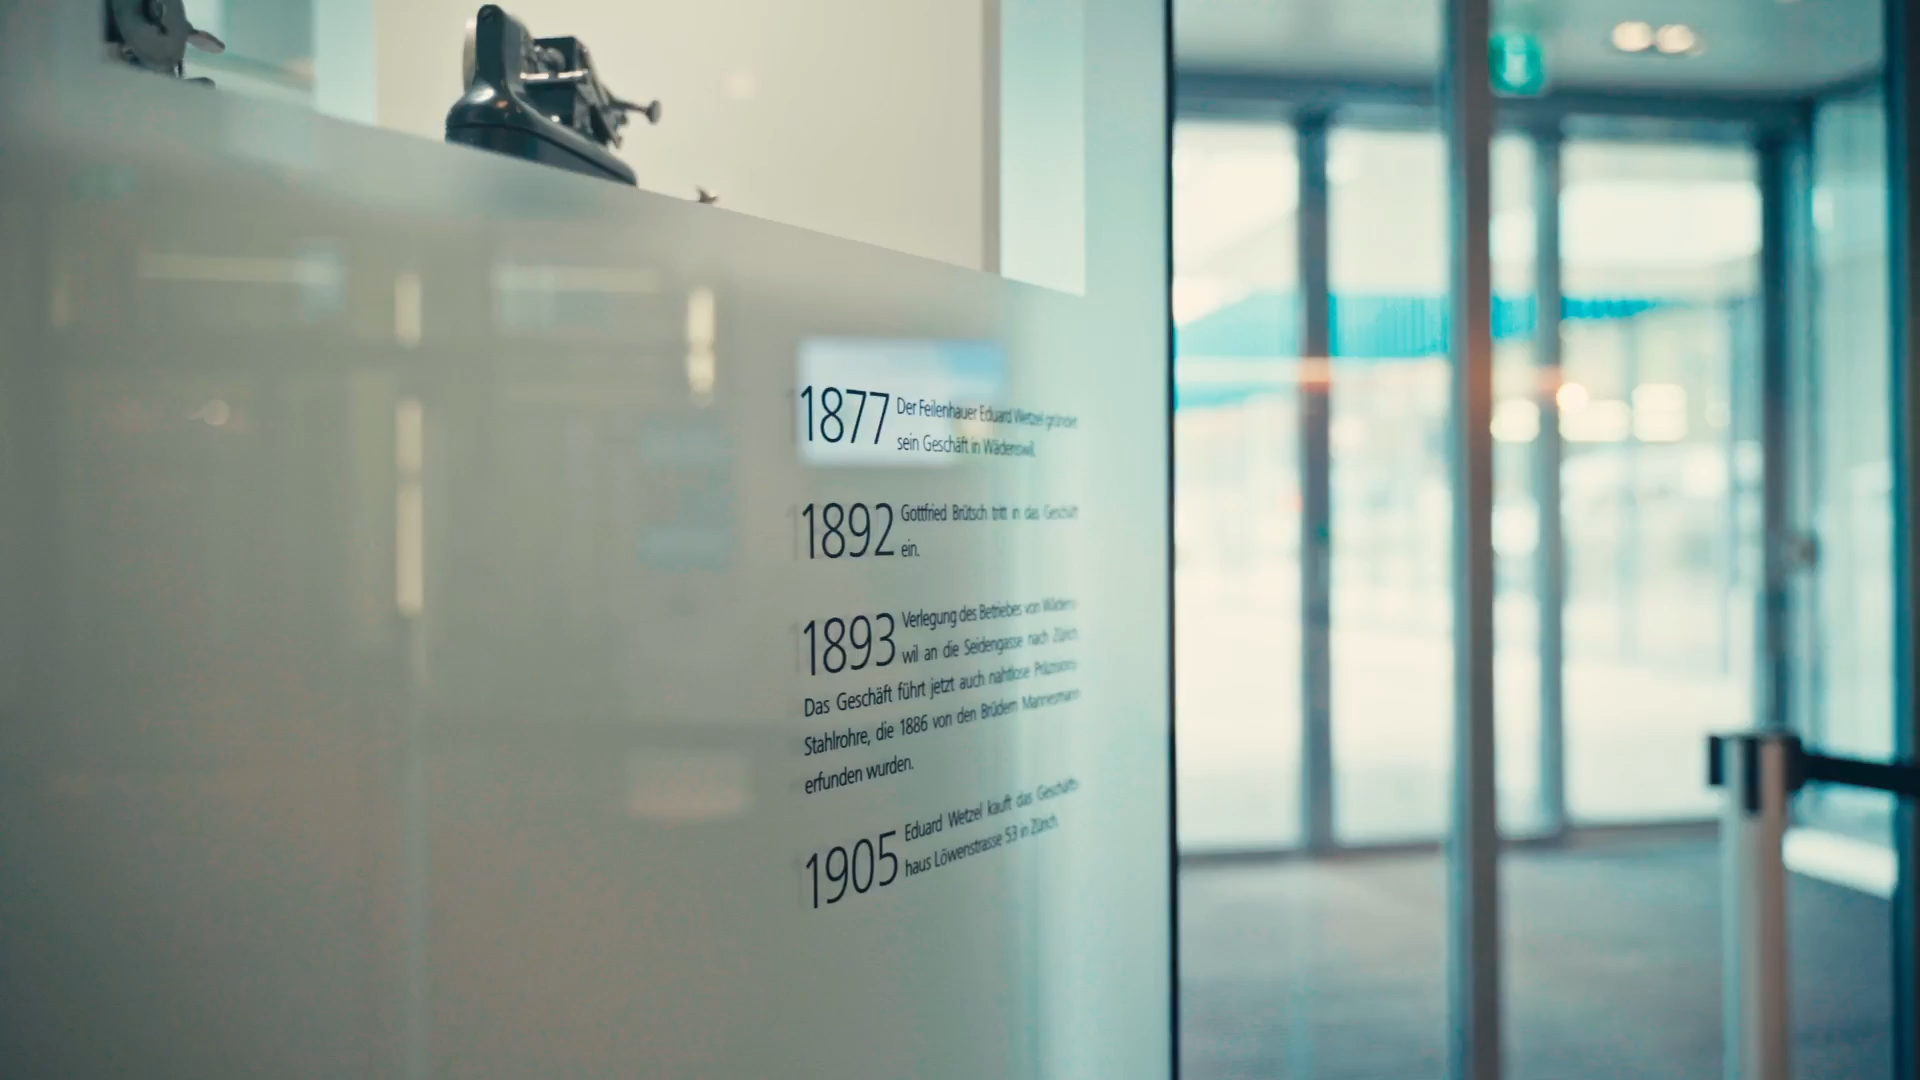 1877 Der Feilenhauer Eduard Wetzel gründet
sein Geschäft in Wädenswil.
1892 Gottfried Brütsch tritt in das Geschäft
ein.
1893 Verlegung des Betriebes von Wädens-
wil an die Seidengasse nach Zürich.
Das Geschäft führt jetzt auch nahtlose Präzisions-
Stahlrohre, die 1886 von den Brüdern Mannesmann
erfunden wurden.
1905 Eduard Wetzel kauft das Geschäfts-
haus Löwenstrasse 53 in Zürich.